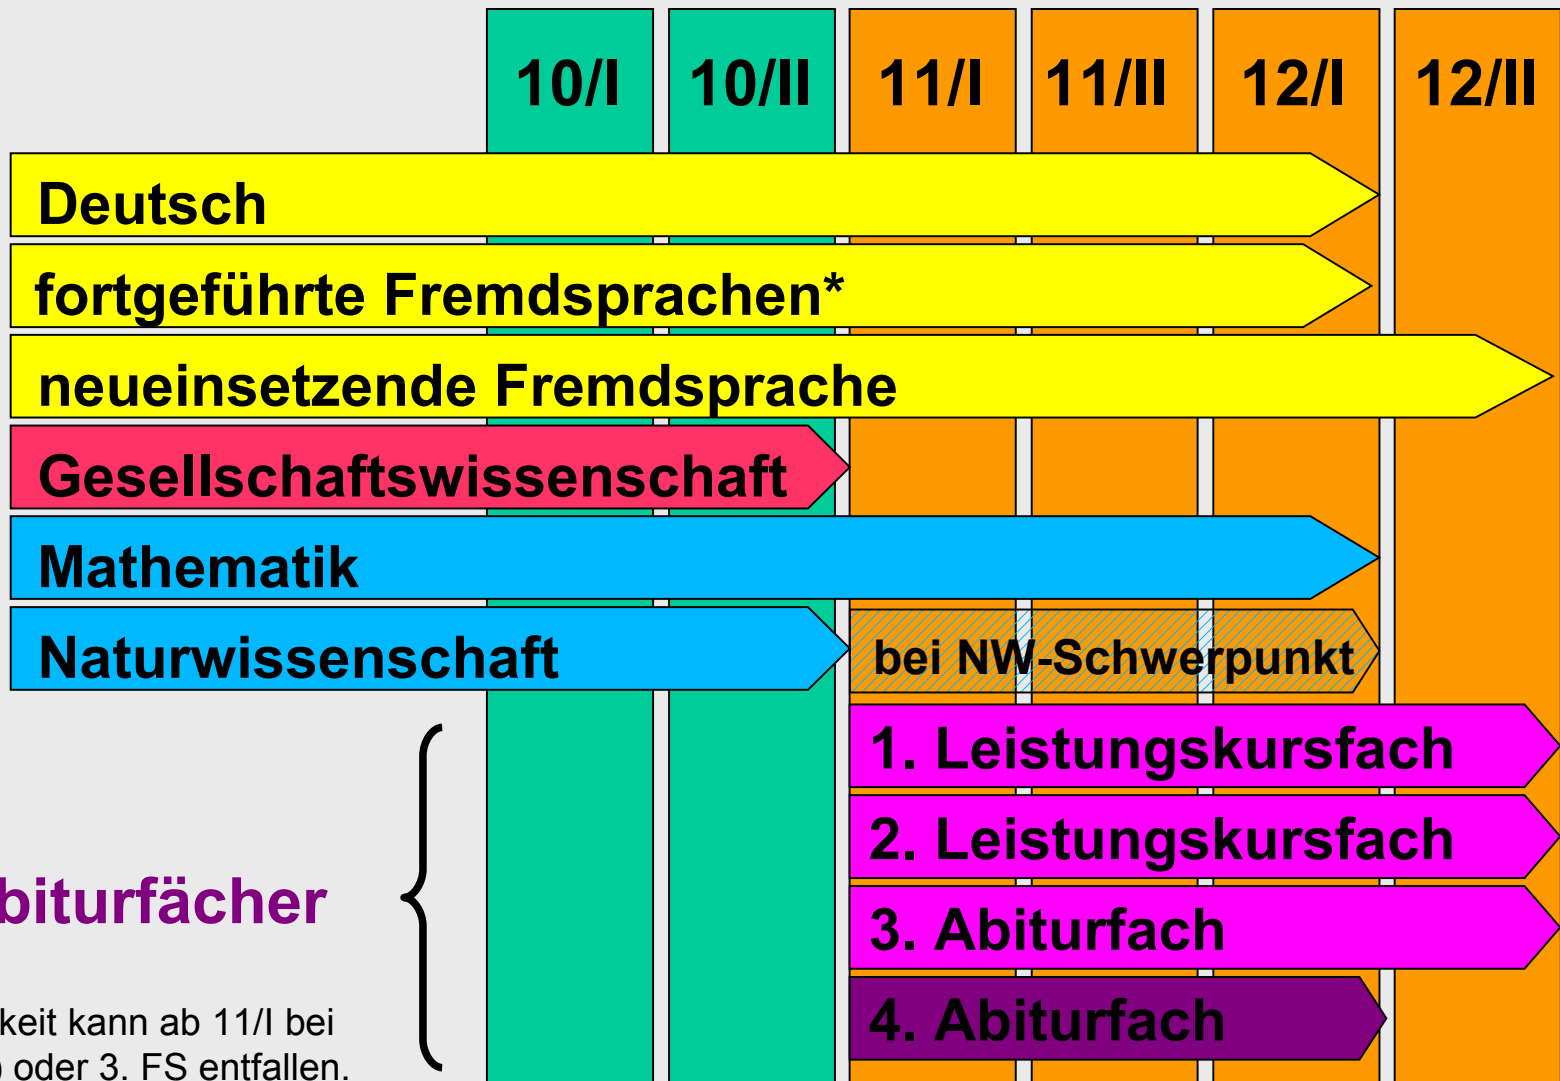 10/I 10/II 11/I 11/II 12/I 12/II
Deutsch
fortgeführte Fremdsprachen*
neueinsetzende Fremdsprache
Gesellschaftswissenschaft
Mathematik
Naturwissenschaft
bei NW-Schwerpunkt
1. Leistungskursfach
2. Leistungskursfach
biturfächer
3. Abiturfach
4. Abiturfach
keit kann ab 11/I bei
) oder 3. FS entfallen.